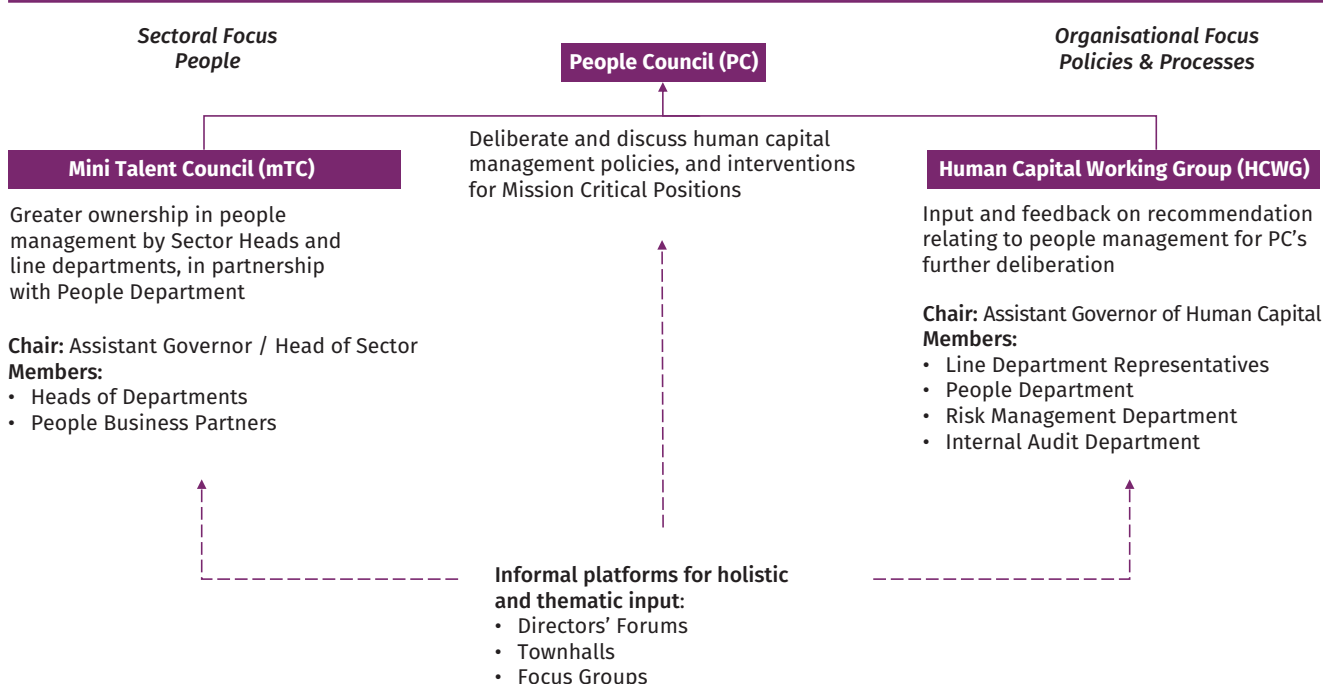 Sectoral Focus
People
People Council (PC)
Organisational Focus
Policies & Processes
Mini Talent Council (mTC)
Greater ownership in people
management by Sector Heads and
line departments, in partnership
with People Department
Chair: Assistant Governor / Head of Sector
Members:
• Heads of Departments
• People Business Partners
Deliberate and discuss human capital
management policies, and interventions
for Mission Critical Positions
Human Capital Working Group (HCWG)
Input and feedback on recommendation
relating to people management for PC’s
further deliberation
Chair: Assistant Governor of Human Capital
Members:
• Line Department Representatives
• People Department
• Risk Management Department
• Internal Audit Department
Informal platforms for holistic
and thematic input:
• Directors’ Forums
• Townhalls
• Focus Groups